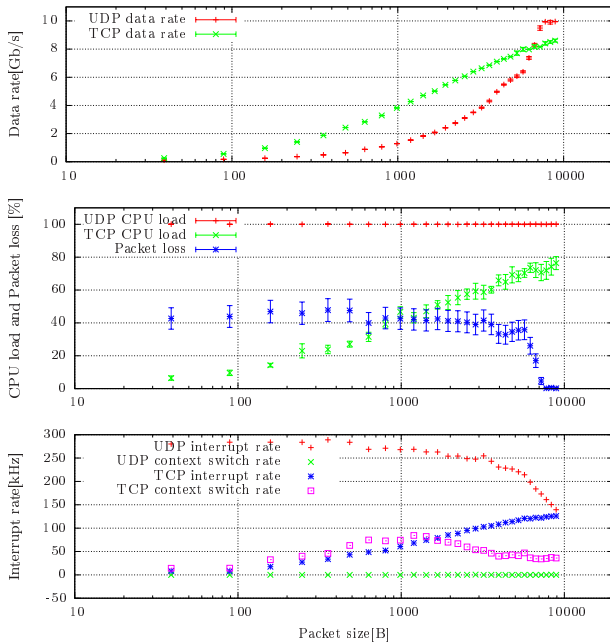 Data rate[Gb/s]
10
8
6
4
2
0
UDP data rate
TCP data rate
10
100
1000
10000
CPU load and Packet loss [%]
100
80
60
40
20
0
UDP CPU load
TCP CPU load
Packet loss
10
100
1000
10000
Interrupt rate[kHz]
300
250
200
150
100
50
0
-50
UDP interrupt rate
UDP context switch rate
TCP interrupt rate
TCP context switch rate
10
100
1000
10000
Packet size[B]